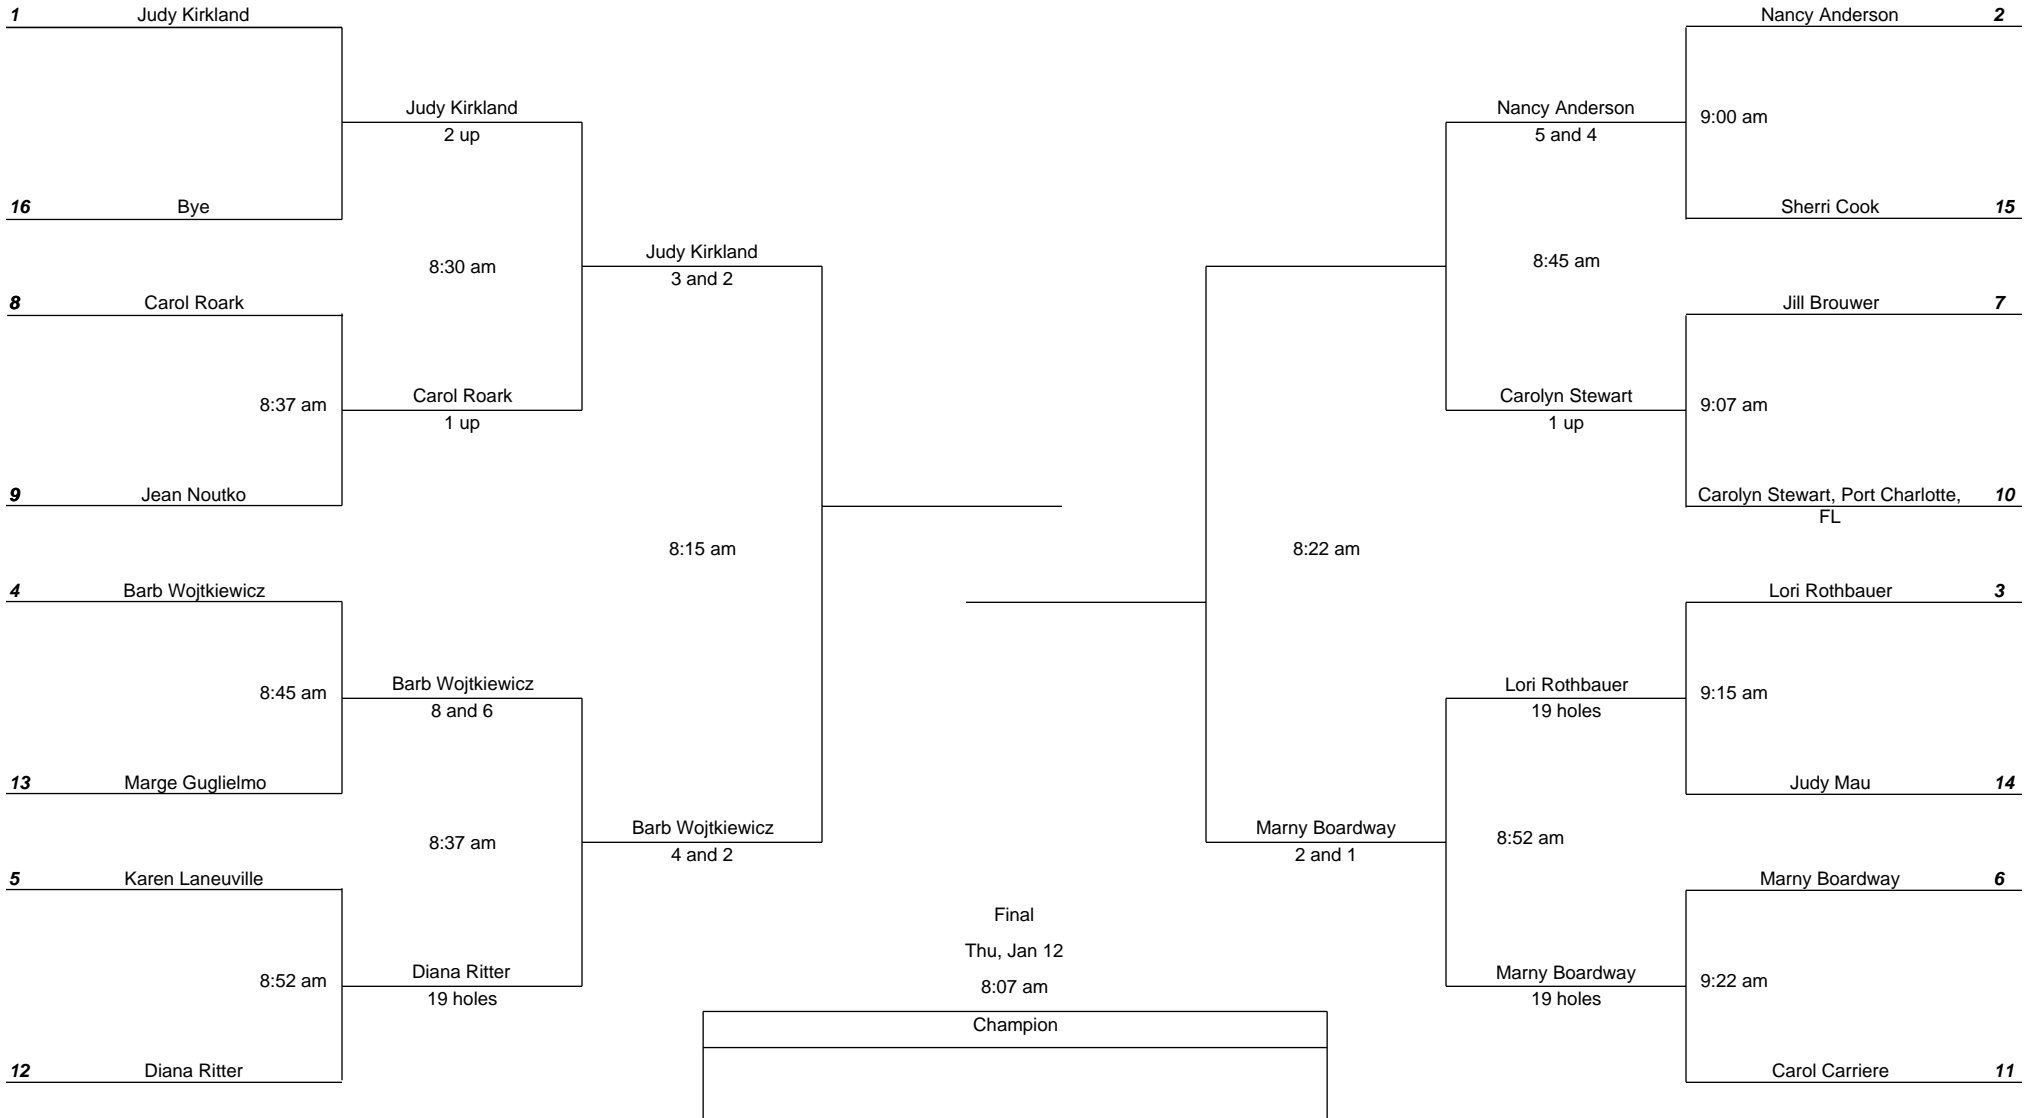 1 Judy Kirkland
Judy Kirkland
2 up
16 Bye
8:30 am
Judy Kirkland
3 and 2
8 Carol Roark
8:37 am
Carol Roark
1 up
9 Jean Noutko
8:15 am
4 Barb Wojtkiewicz
8:45 am
Barb Wojtkiewicz
8 and 6
13 Marge Guglielmo
8:37 am
Barb Wojtkiewicz
4 and 2
5 Karen Laneuville
8:52 am
Diana Ritter
19 holes
12 Diana Ritter
Final
Thu, Jan 12
8:07 am
Champion
Nancy Anderson 2
Nancy Anderson
5 and 4
9:00 am
Sherri Cook 15
8:45 am
Jill Brouwer 7
Carolyn Stewart
1 up
9:07 am
Carolyn Stewart, Port Charlotte, 10
FL
8:22 am
Lori Rothbauer 3
Lori Rothbauer
19 holes
9:15 am
Judy Mau 14
Marny Boardway
2 and 1
8:52 am
Marny Boardway 6
Marny Boardway
19 holes
9:22 am
Carol Carriere 11